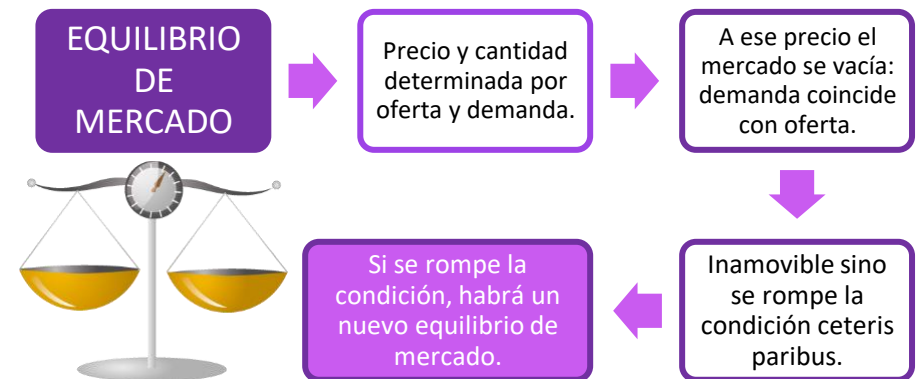 EQUILIBRIO
DE
MERCADO
Precio y cantidad
determinada por
oferta y demanda.
A ese precio el
mercado se vacía:
demanda coincide
con oferta.
Inamovible sino
se rompe la
condición ceteris
paribus.
Si se rompe la
condición, habrá un
nuevo equilibrio de
mercado.